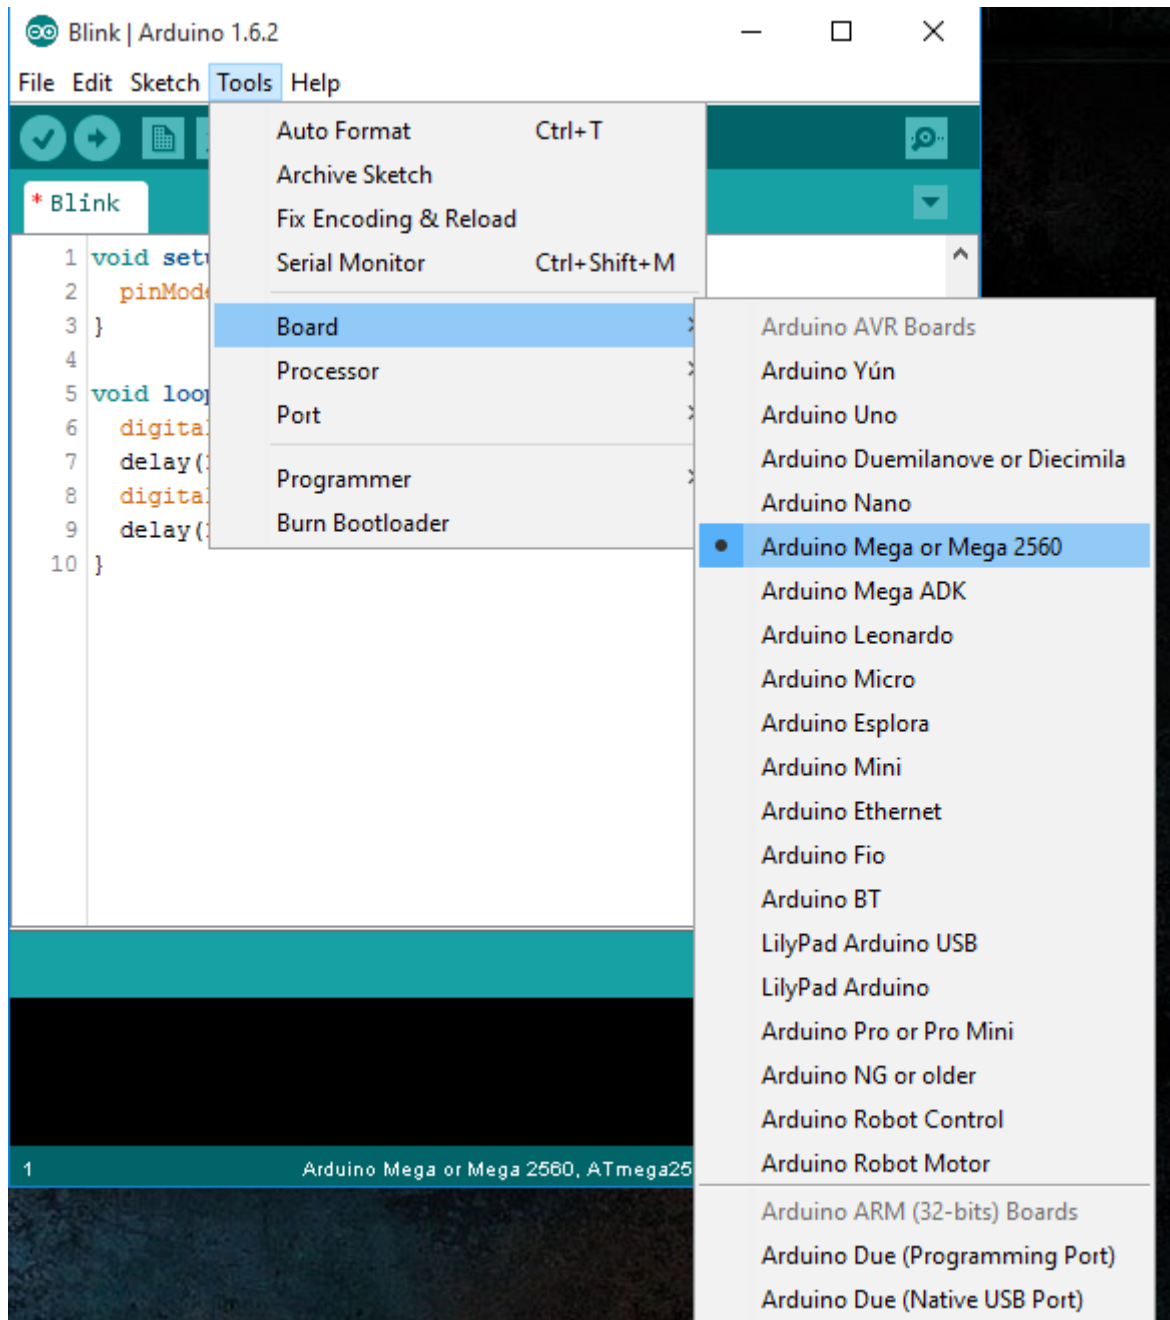 Blink | Arduino 1.6.2
File Edit Sketch Tools Help
Auto Format Ctrl+T
Archive Sketch
Fix Encoding & Reload
Serial Monitor Ctrl+Shift+M
Board
Processor
Port
Programmer
Burn Bootloader
* Blink
1 void
2 pinMode
3 }
4
5 void
6
7 delay(
8
9 delay(
10 }
Arduino AVR Boards
Arduino Yún
Arduino Uno
Arduino Duemilanove or Diecimila
Arduino Nano
Arduino Mega or Mega 2560
Arduino Mega ADK
Arduino Leonardo
Arduino Micro
Arduino Esplora
Arduino Mini
Arduino Ethernet
Arduino Fio
Arduino BT
LilyPad Arduino USB
LilyPad Arduino
Arduino Pro or Pro Mini
Arduino NG or older
Arduino Robot Control
Arduino Robot Motor
Arduino ARM (32-bits) Boards
Arduino Due (Programming Port)
Arduino Due (Native USB Port)
1 Arduino Mega or Mega 2560, ATmega25